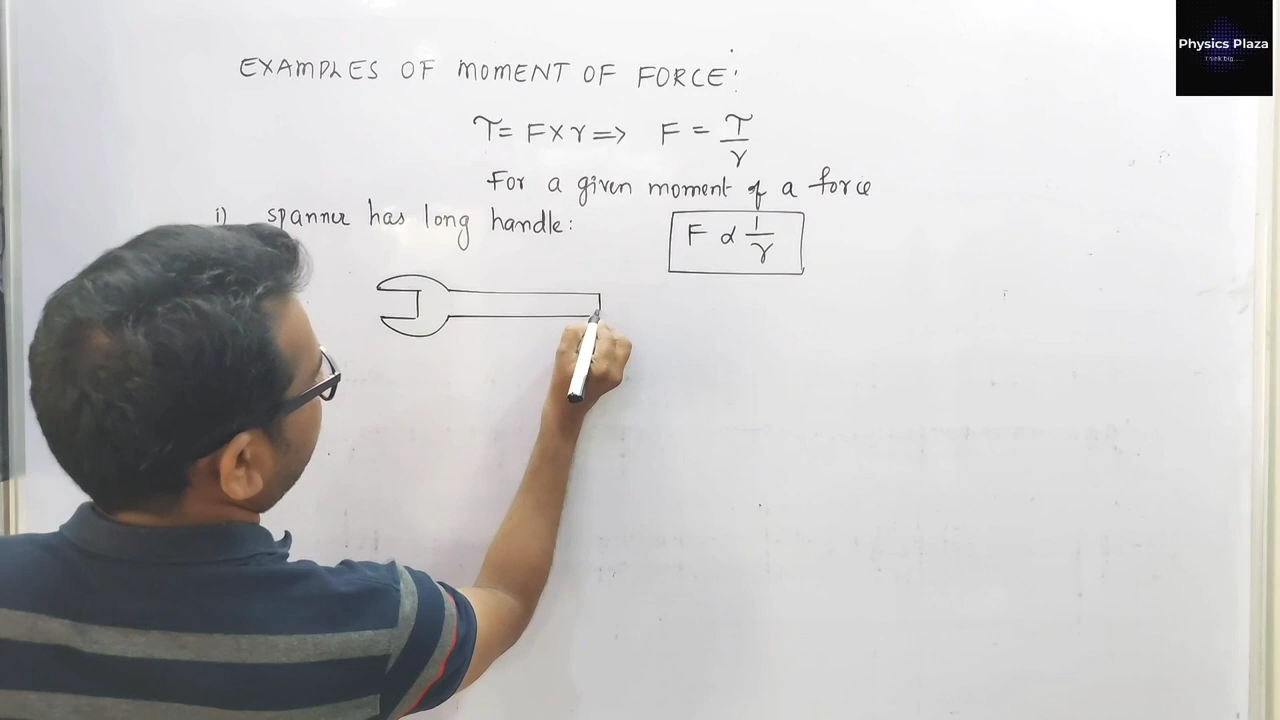 Physics Plaza
EXAMPLES OF MOMENT OF FORCE:
τ = F × r ⇒ F = τ/r
For a given moment of a force
i) spanner has long handle:
F ∝ 1/r